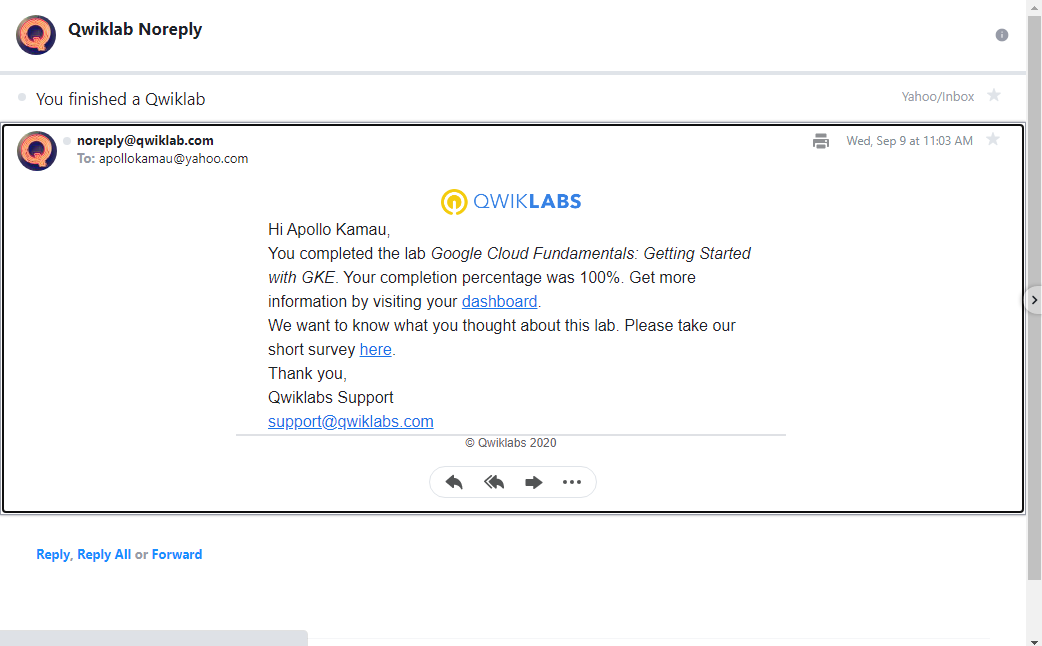 Qwiklab Noreply
You finished a Qwiklab
Yahoo/Inbox
noreply@qwiklab.com
Wed, Sep 9 at 11:03 AM
To: apollokamau@yahoo.com
QWIKLABS
Hi Apollo Kamau,
You completed the lab Google Cloud Fundamentals: Getting Started
with GKE. Your completion percentage was 100%. Get more
information by visiting your dashboard.
We want to know what you thought about this lab. Please take our
short survey here.
Thank you,
Qwiklabs Support
support@qwiklabs.com
© Qwiklabs 2020
Reply, Reply All or Forward